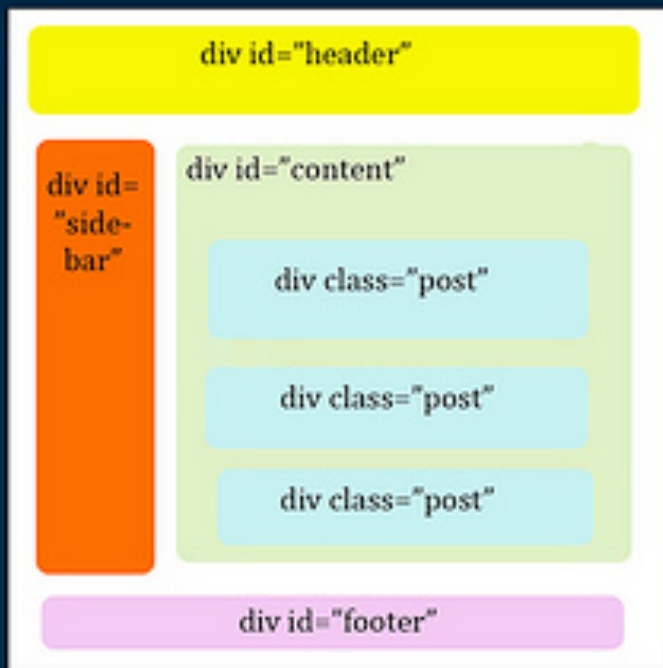 div id="header"
div id=
"side-
bar"
div id="content"
div class="post"
div class="post"
div class="post"
div id="footer"